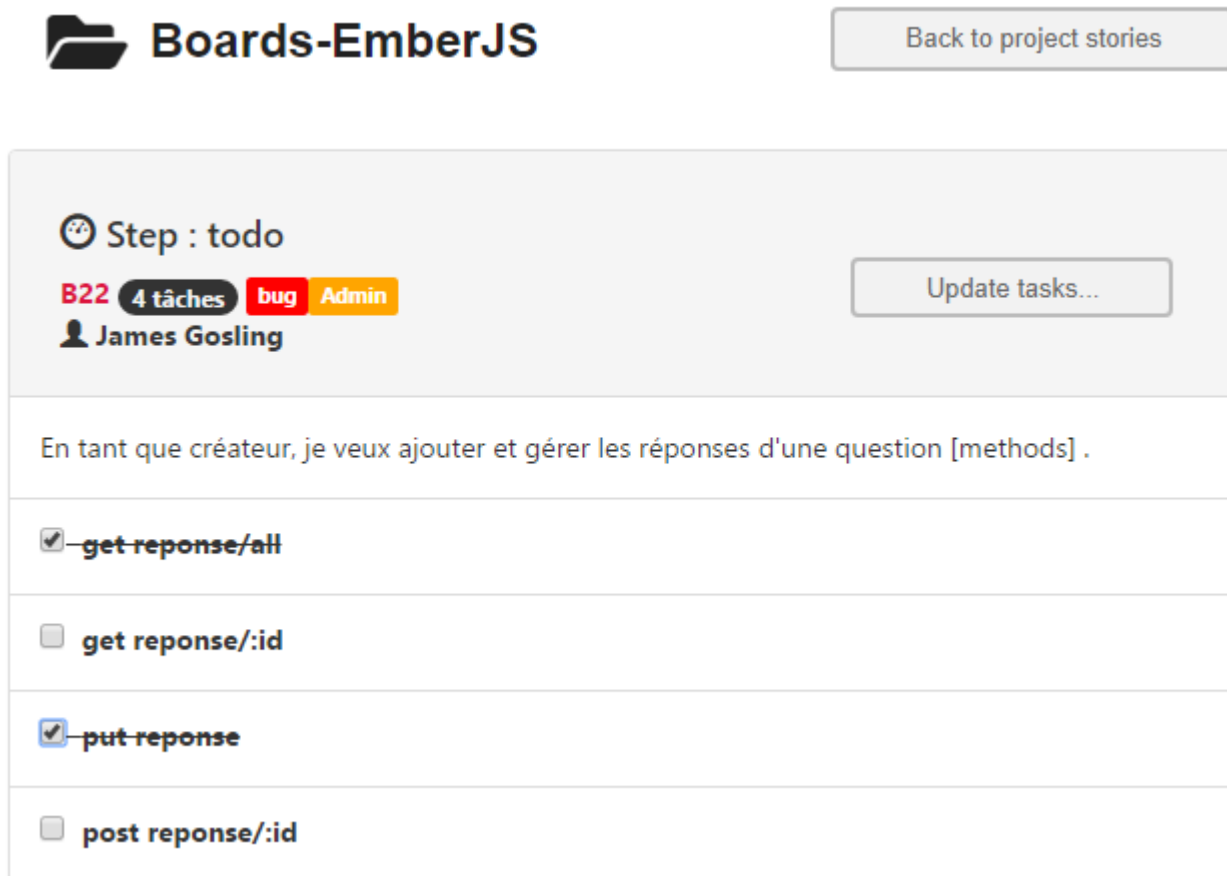 Boards-EmberJS
Back to project stories
Step : todo
B22 4 tâches bug Admin
James Gosling
Update tasks...
En tant que créateur, je veux ajouter et gérer les réponses d'une question [methods] .
get reponse/all
get reponse/:id
put reponse
post reponse/:id